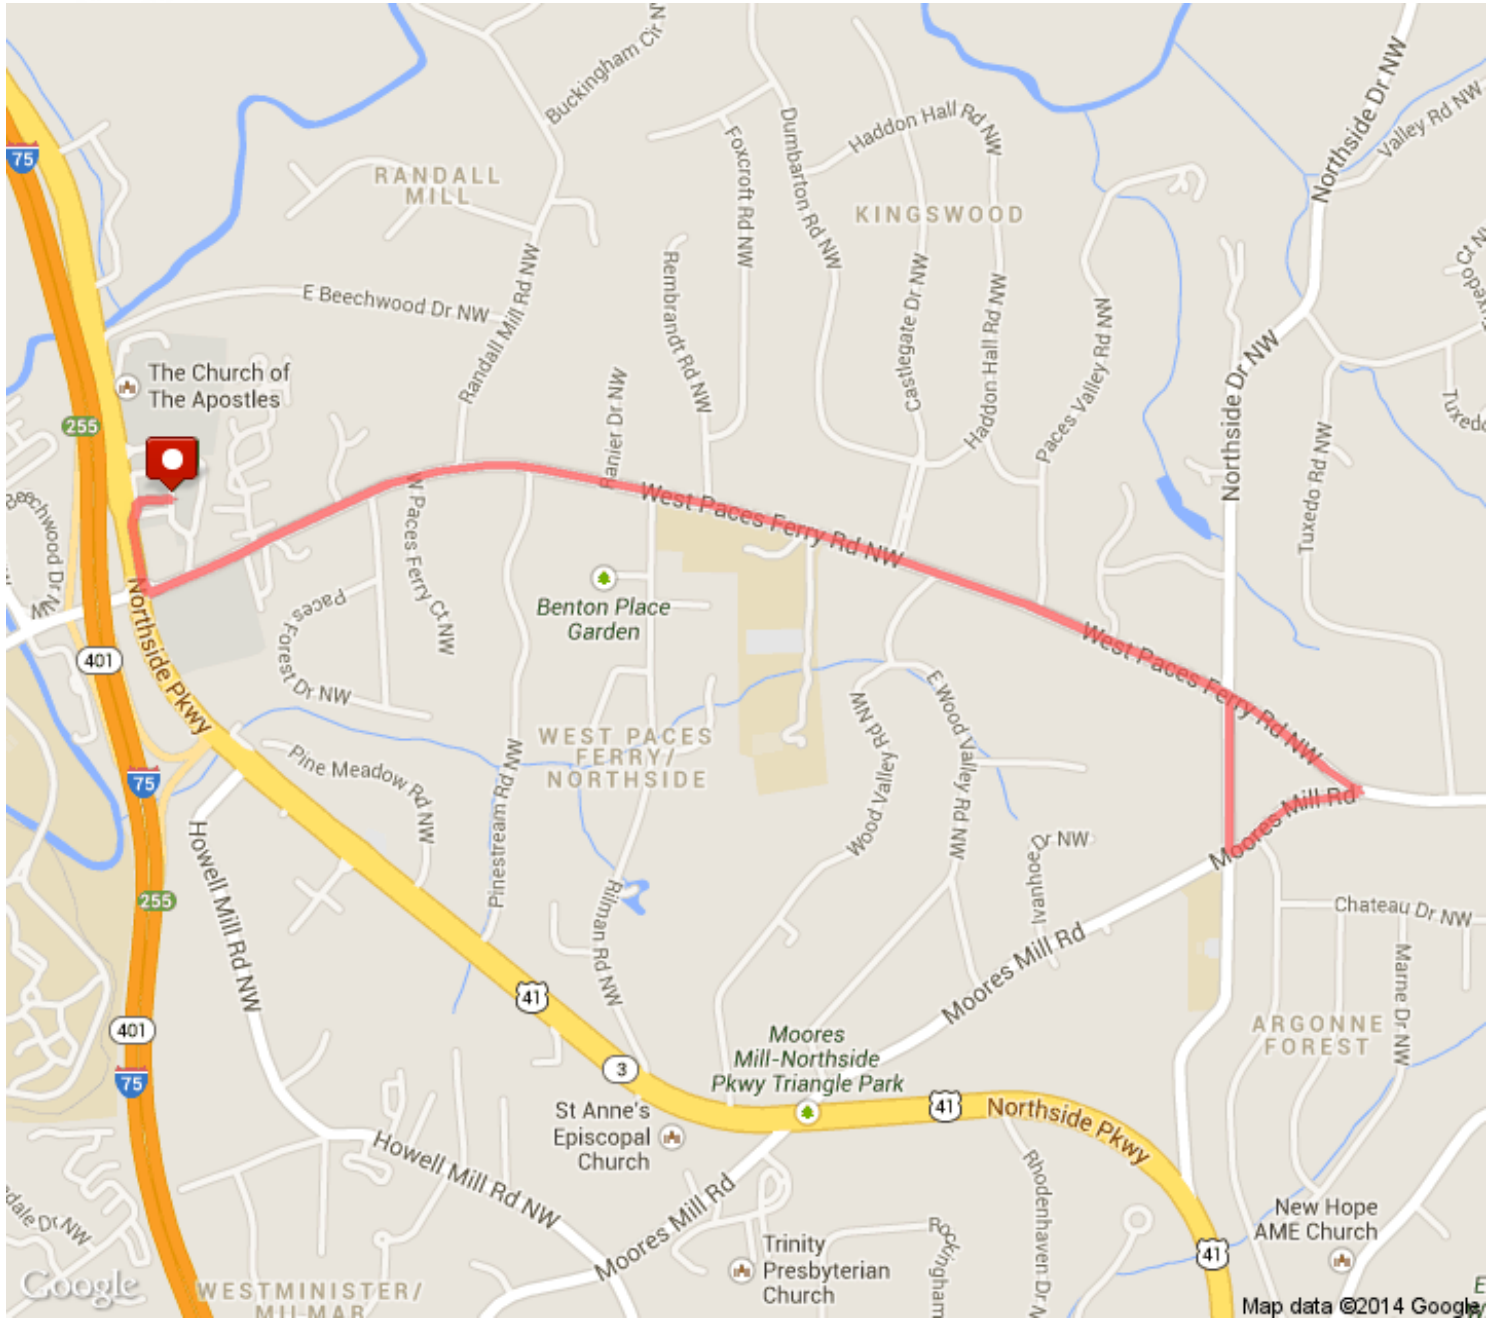 Buckingham Cir N
Northside Dr NW
Valley Rd NW
75
RANDALL
MILL
Foxcroft Rd NW
Dumbarton Rd NW
Haddon Hall Rd NW
KINGSWOOD
E Beechwood Dr NW
Randall Mill Rd NW
Rembrandt Rd NW
Castlegate Dr NW
Haddon Hall Rd NW
Paces Valley Rd NW
Northside Dr NW
Tuxedo Rd NW
The Church of
The Apostles
255
Ranier Dr NW
W Paces Ferry Ct NW
West Paces Ferry Rd NW
Northside Pkwy
Paces Forest Dr NW
Benton Place
Garden
West Paces Ferry Rd NW
401
WEST PACES
FERRY/
NORTHSIDE
Wood Valley Rd NW
E Wood Valley Rd NW
75
Pine Meadow Rd NW
Pinestream Rd NW
Moores Mill Rd
Howell Mill Rd NW
Rilman Rd NW
Ivanhoe Dr NW
255
Chateau Dr NW
Marne Dr NW
Moores Mill Rd
41
401
Moores
Mill-Northside
Pkwy Triangle Park
ARGONNE
FOREST
3
75
41
Northside Pkwy
St Anne's
Episcopal
Church
Howell Mill Rd NW
Moores Mill Rd
Rhodenhaven Dr N
New Hope
AME Church
41
Trinity
Presbyterian
Church
Rockingham
Google
WESTMINISTER/
MILMAR
Map data ©2014 Google